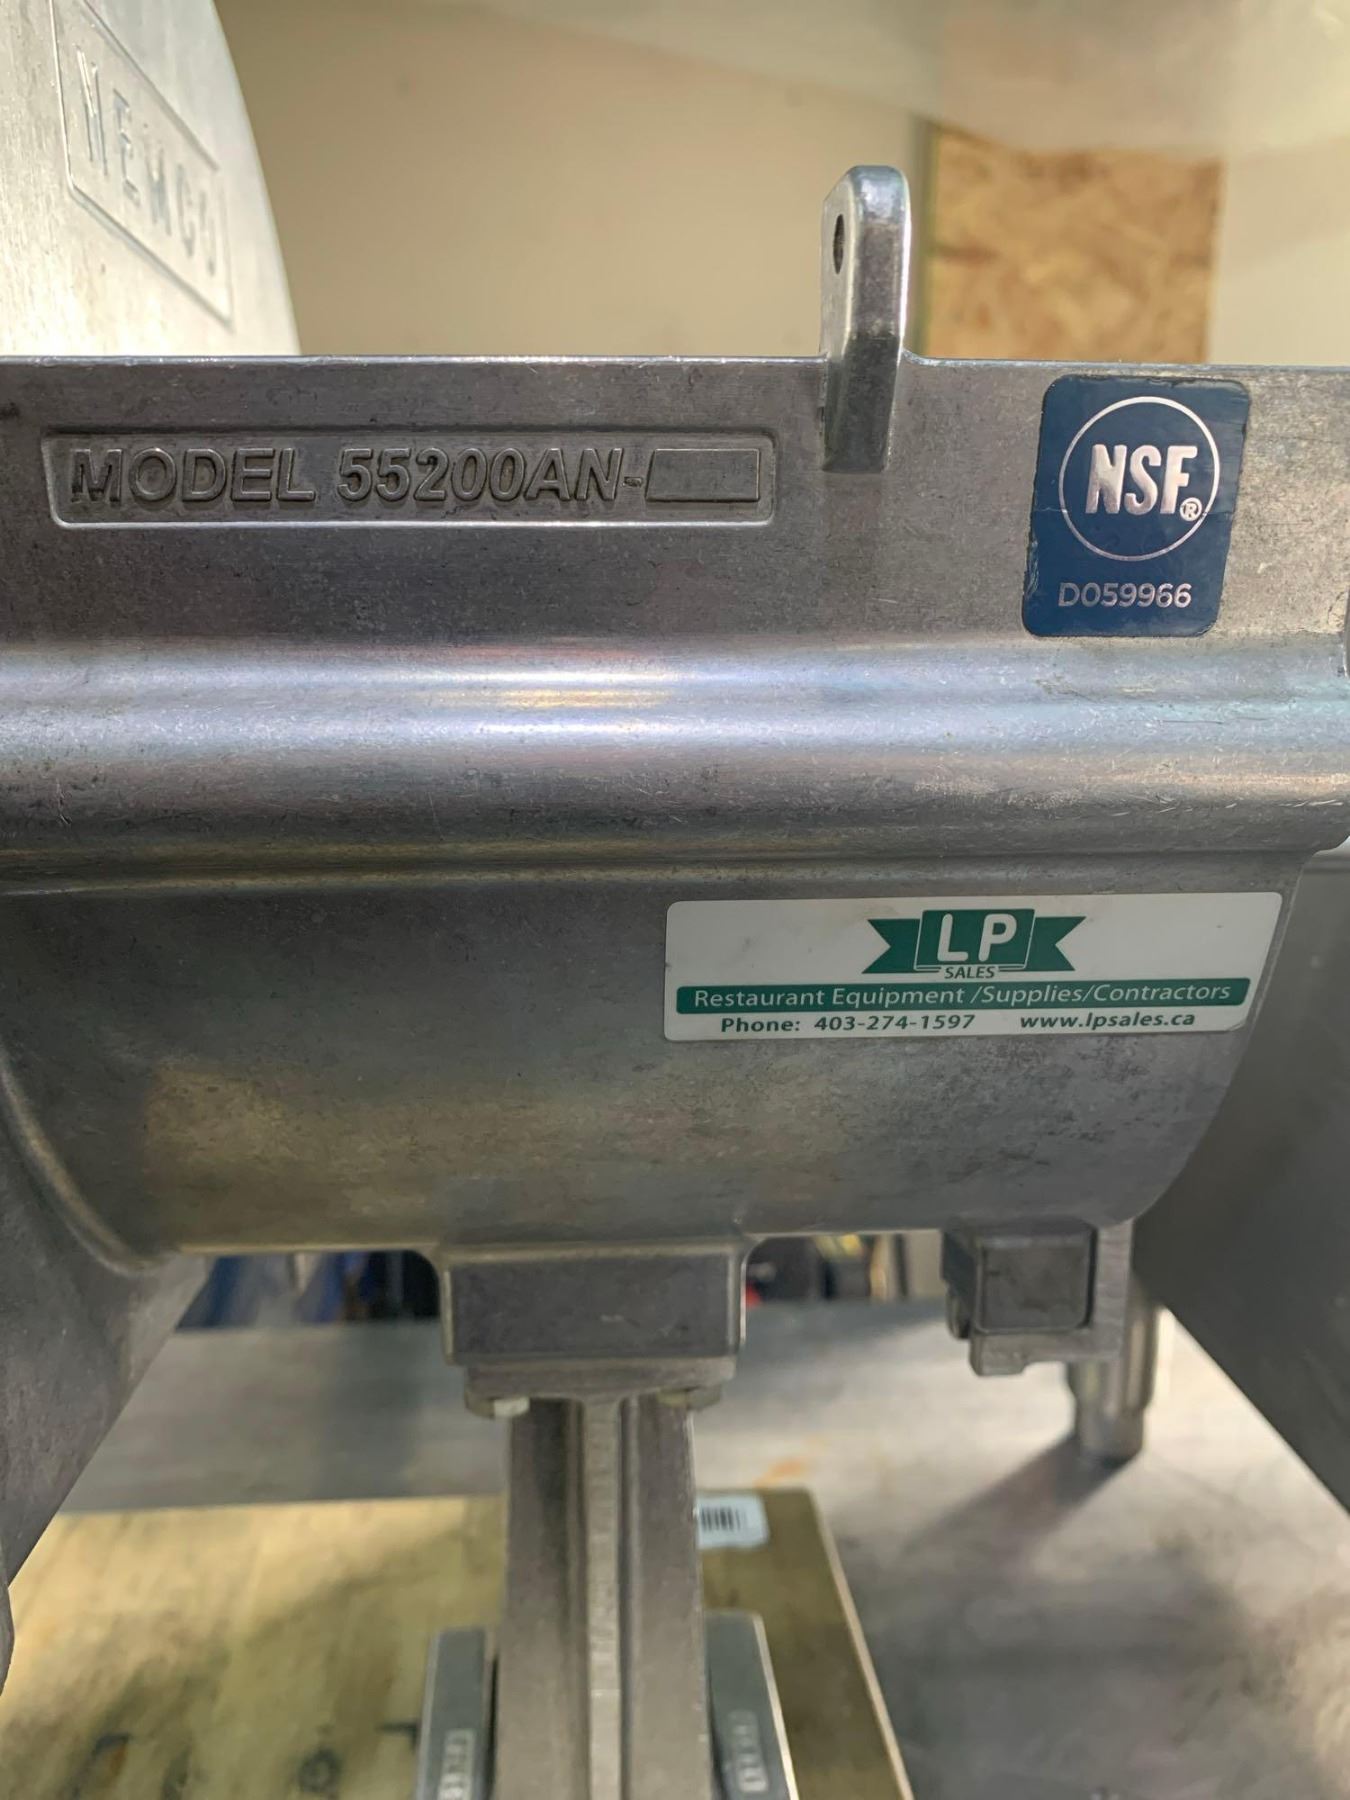 NEMCO
MODEL 55200AN-
NSF®
D059966
LP
SALES
Restaurant Equipment /Supplies/Contractors
Phone: 403-274-1597 www.lpsales.ca